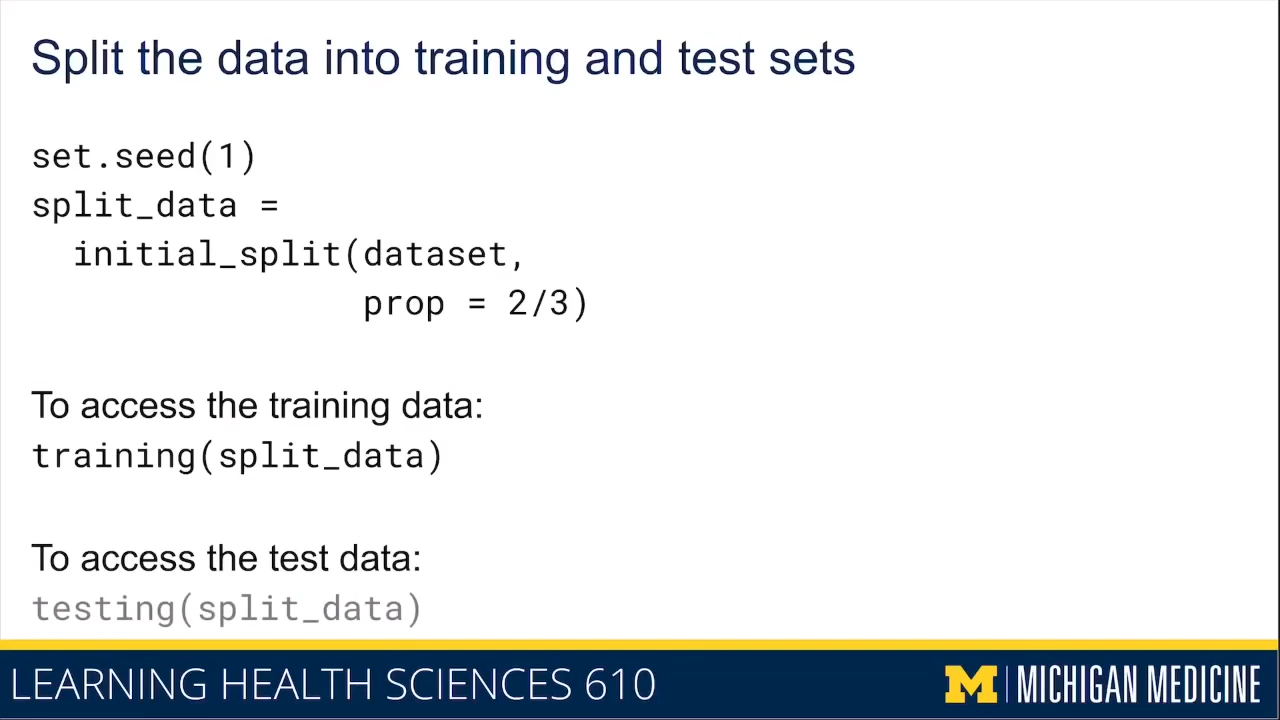 Split the data into training and test sets
set.seed(1)
split_data =
  initial_split(dataset,
                prop = 2/3)
To access the training data:
training(split_data)
To access the test data:
testing(split_data)
LEARNING HEALTH SCIENCES 610
M | MICHIGAN MEDICINE